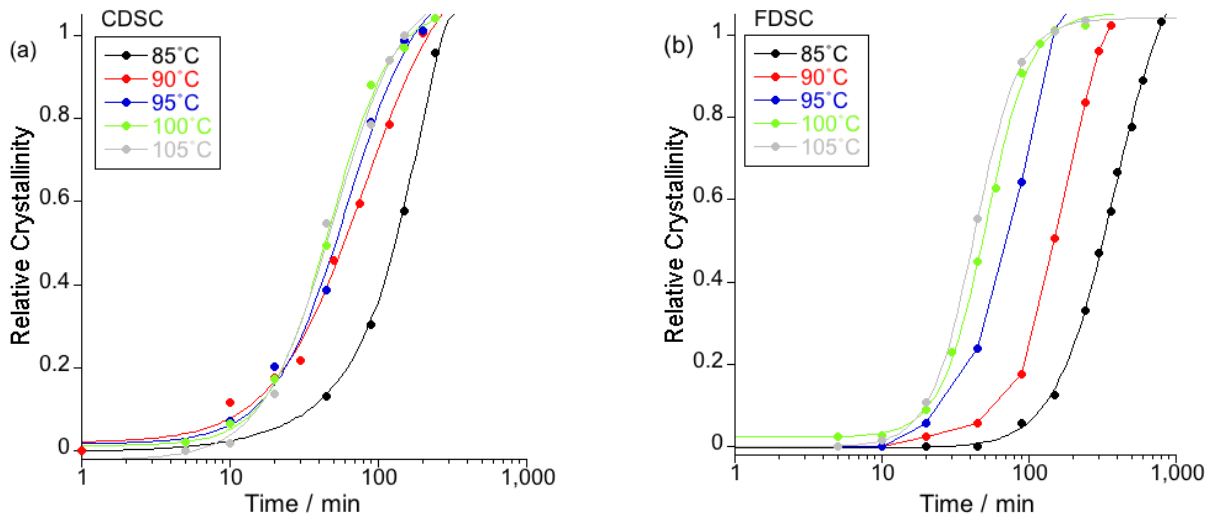 (a)
CDSC
85˚C
90˚C
95˚C
100˚C
105˚C
Relative Crystallinity
1
0.8
0.6
0.4
0.2
0
1
10
100
1,000
Time / min
(b)
FDSC
85˚C
90˚C
95˚C
100˚C
105˚C
Relative Crystallinity
1
0.8
0.6
0.4
0.2
0
1
10
100
1,000
Time / min